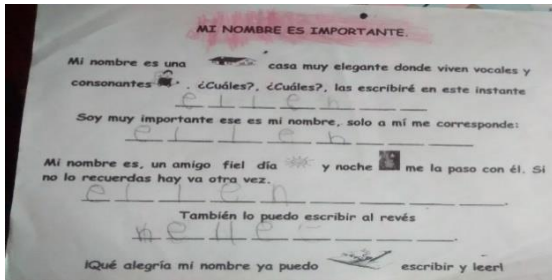 MI NOMBRE ES IMPORTANTE.
Mi nombre es una casa muy elegante donde viven vocales y
consonantes . ¿Cuáles?, ¿Cuáles?, las escribiré en este instante
e l l e n
Soy muy importante ese es mi nombre, solo a mí me corresponde:
e l l e n
Mi nombre es, un amigo fiel día y noche me la paso con él. Si
no lo recuerdas hay va otra vez.
e l l e n
También lo puedo escribir al revés
n e l l e
¡Qué alegría mi nombre ya puedo escribir y leer!